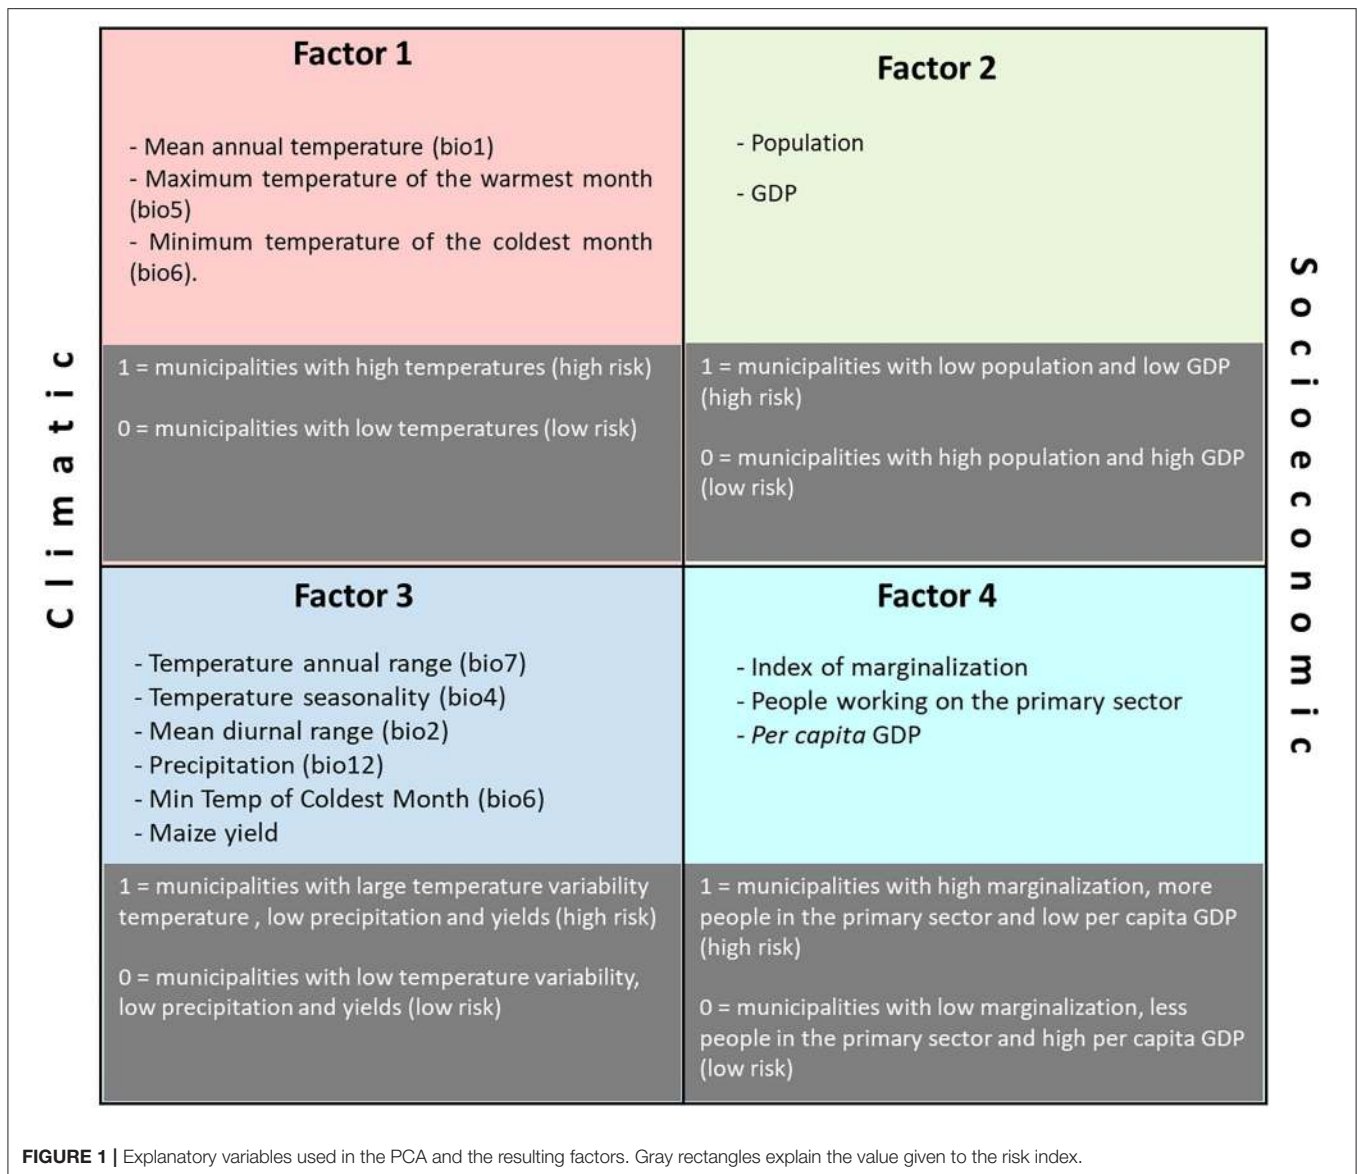 Climatic
Factor 1
- Mean annual temperature (bio1)
- Maximum temperature of the warmest month
(bio5)
- Minimum temperature of the coldest month
(bio6).
1 = municipalities with high temperatures (high risk)
0 = municipalities with low temperatures (low risk)
Factor 2
- Population
- GDP
1 = municipalities with low population and low GDP
(high risk)
0 = municipalities with high population and high GDP
(low risk)
Factor 3
- Temperature annual range (bio7)
- Temperature seasonality (bio4)
- Mean diurnal range (bio2)
- Precipitation (bio12)
- Min Temp of Coldest Month (bio6)
- Maize yield
1 = municipalities with large temperature variability
temperature , low precipitation and yields (high risk)
0 = municipalities with low temperature variability,
low precipitation and yields (low risk)
Factor 4
- Index of marginalization
- People working on the primary sector
- Per capita GDP
1 = municipalities with high marginalization, more
people in the primary sector and low per capita GDP
(high risk)
0 = municipalities with low marginalization, less
people in the primary sector and high per capita GDP
(low risk)
Socioeconomic
FIGURE 1 | Explanatory variables used in the PCA and the resulting factors. Gray rectangles explain the value given to the risk index.